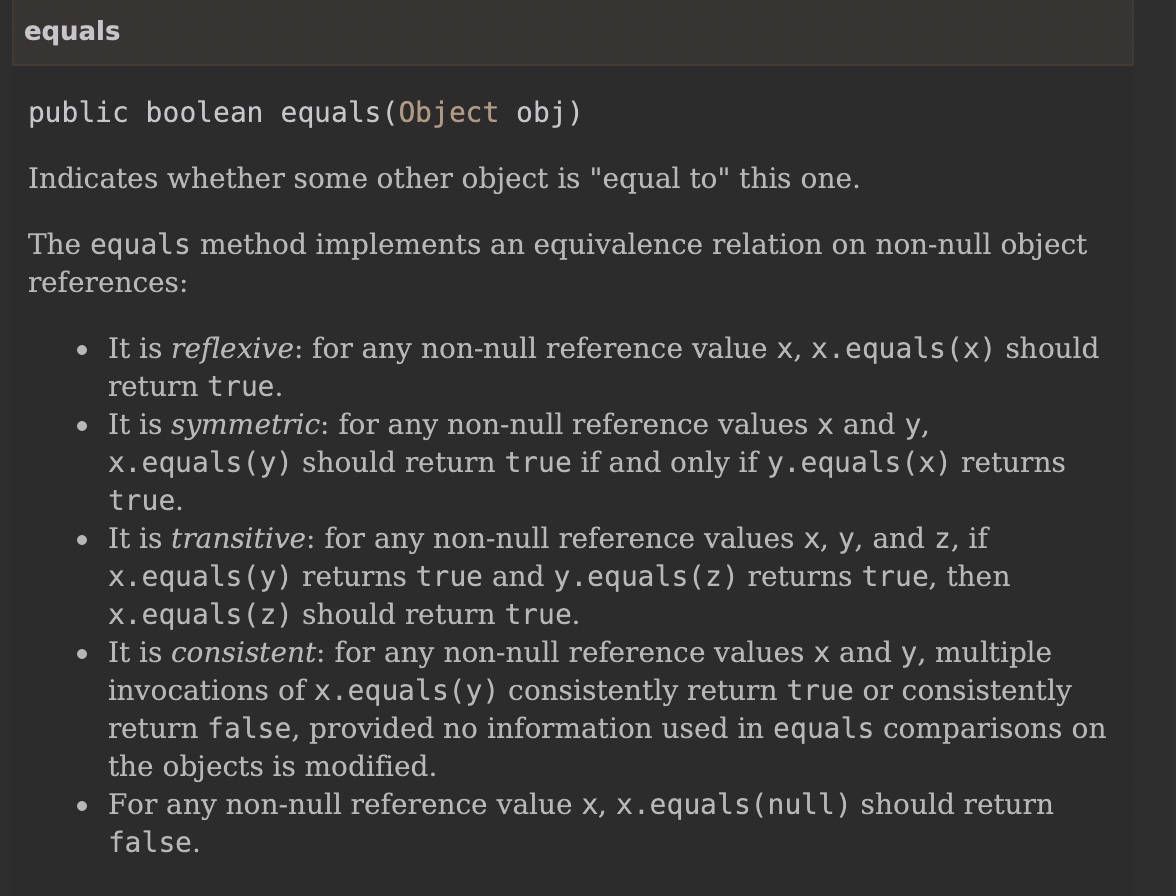 equals
public boolean equals(Object obj)
Indicates whether some other object is "equal to" this one.
The equals method implements an equivalence relation on non-null object
references:
• It is reflexive: for any non-null reference value x, x.equals(x) should
return true.
• It is symmetric: for any non-null reference values x and y,
x.equals(y) should return true if and only if y.equals(x) returns
true.
• It is transitive: for any non-null reference values x, y, and z, if
x.equals(y) returns true and y.equals(z) returns true, then
x.equals(z) should return true.
• It is consistent: for any non-null reference values x and y, multiple
invocations of x.equals(y) consistently return true or consistently
return false, provided no information used in equals comparisons on
the objects is modified.
• For any non-null reference value x, x.equals(null) should return
false.